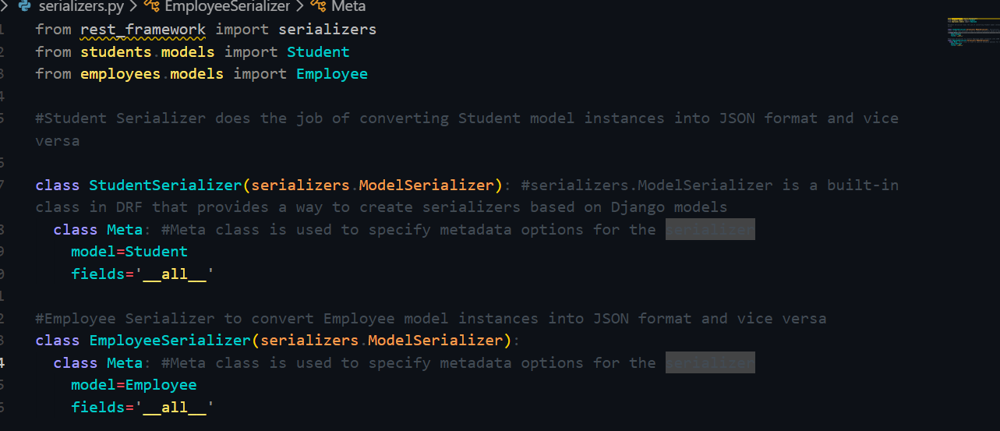 serializers.py > EmployeeSerializer > Meta
from rest_framework import serializers
from students.models import Student
from employees.models import Employee
#Student Serializer does the job of converting Student model instances into JSON format and vice
versa
class StudentSerializer(serializers.ModelSerializer): #serializers.ModelSerializer is a built-in
class in DRF that provides a way to create serializers based on Django models
class Meta: #Meta class is used to specify metadata options for the serializer
model=Student
fields='__all__'
#Employee Serializer to convert Employee model instances into JSON format and vice versa
class EmployeeSerializer(serializers.ModelSerializer):
class Meta: #Meta class is used to specify metadata options for the serializer
model=Employee
fields='__all__'